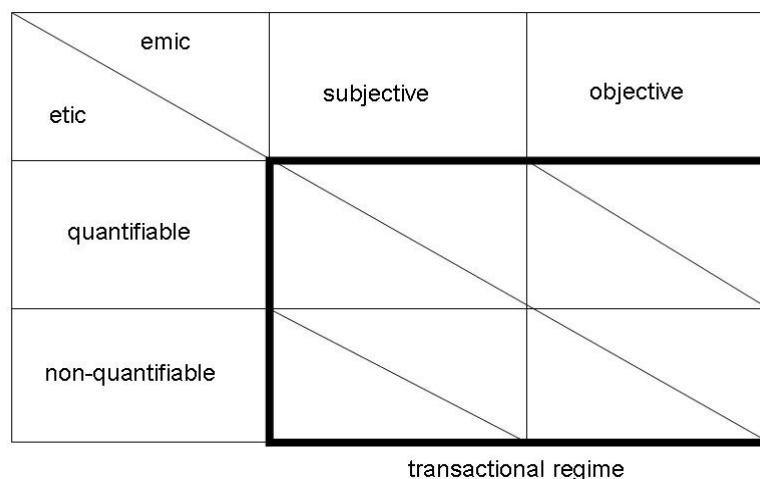 emic
etic
subjective
objective
quantifiable
non-quantifiable
transactional regime